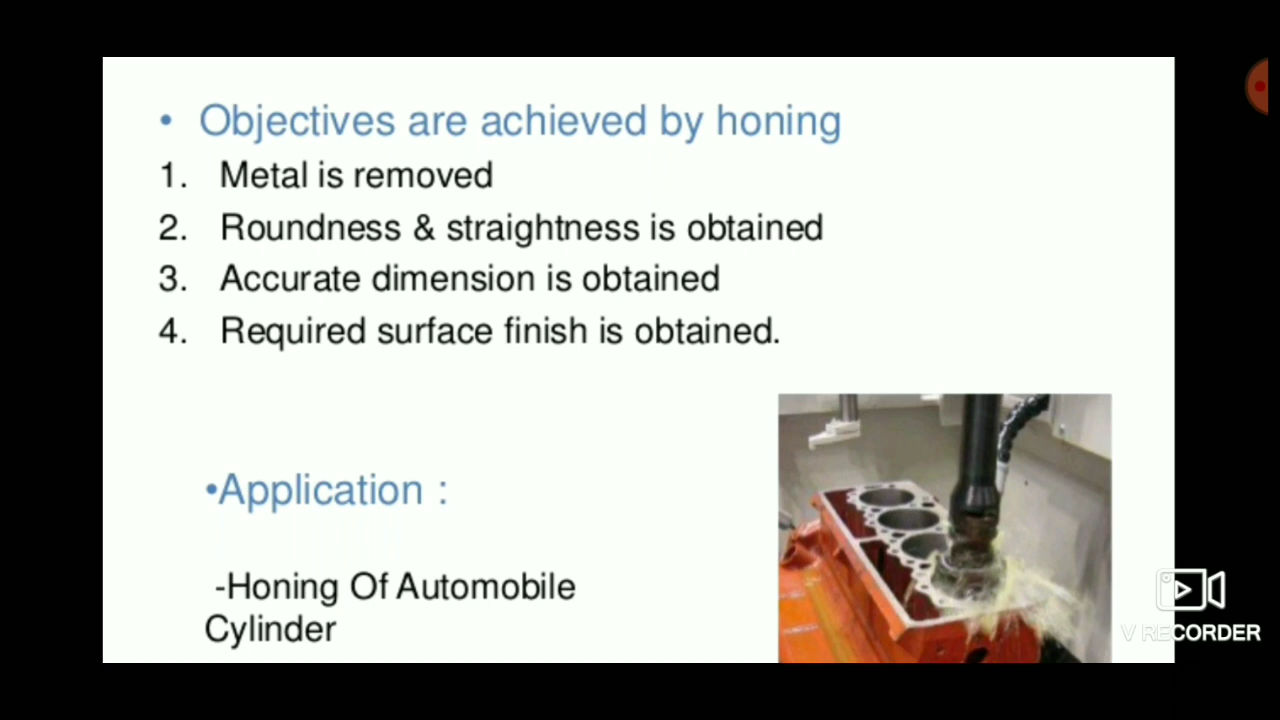 • Objectives are achieved by honing
1. Metal is removed
2. Roundness & straightness is obtained
3. Accurate dimension is obtained
4. Required surface finish is obtained.
•Application :
-Honing Of Automobile
Cylinder
V RECORDER